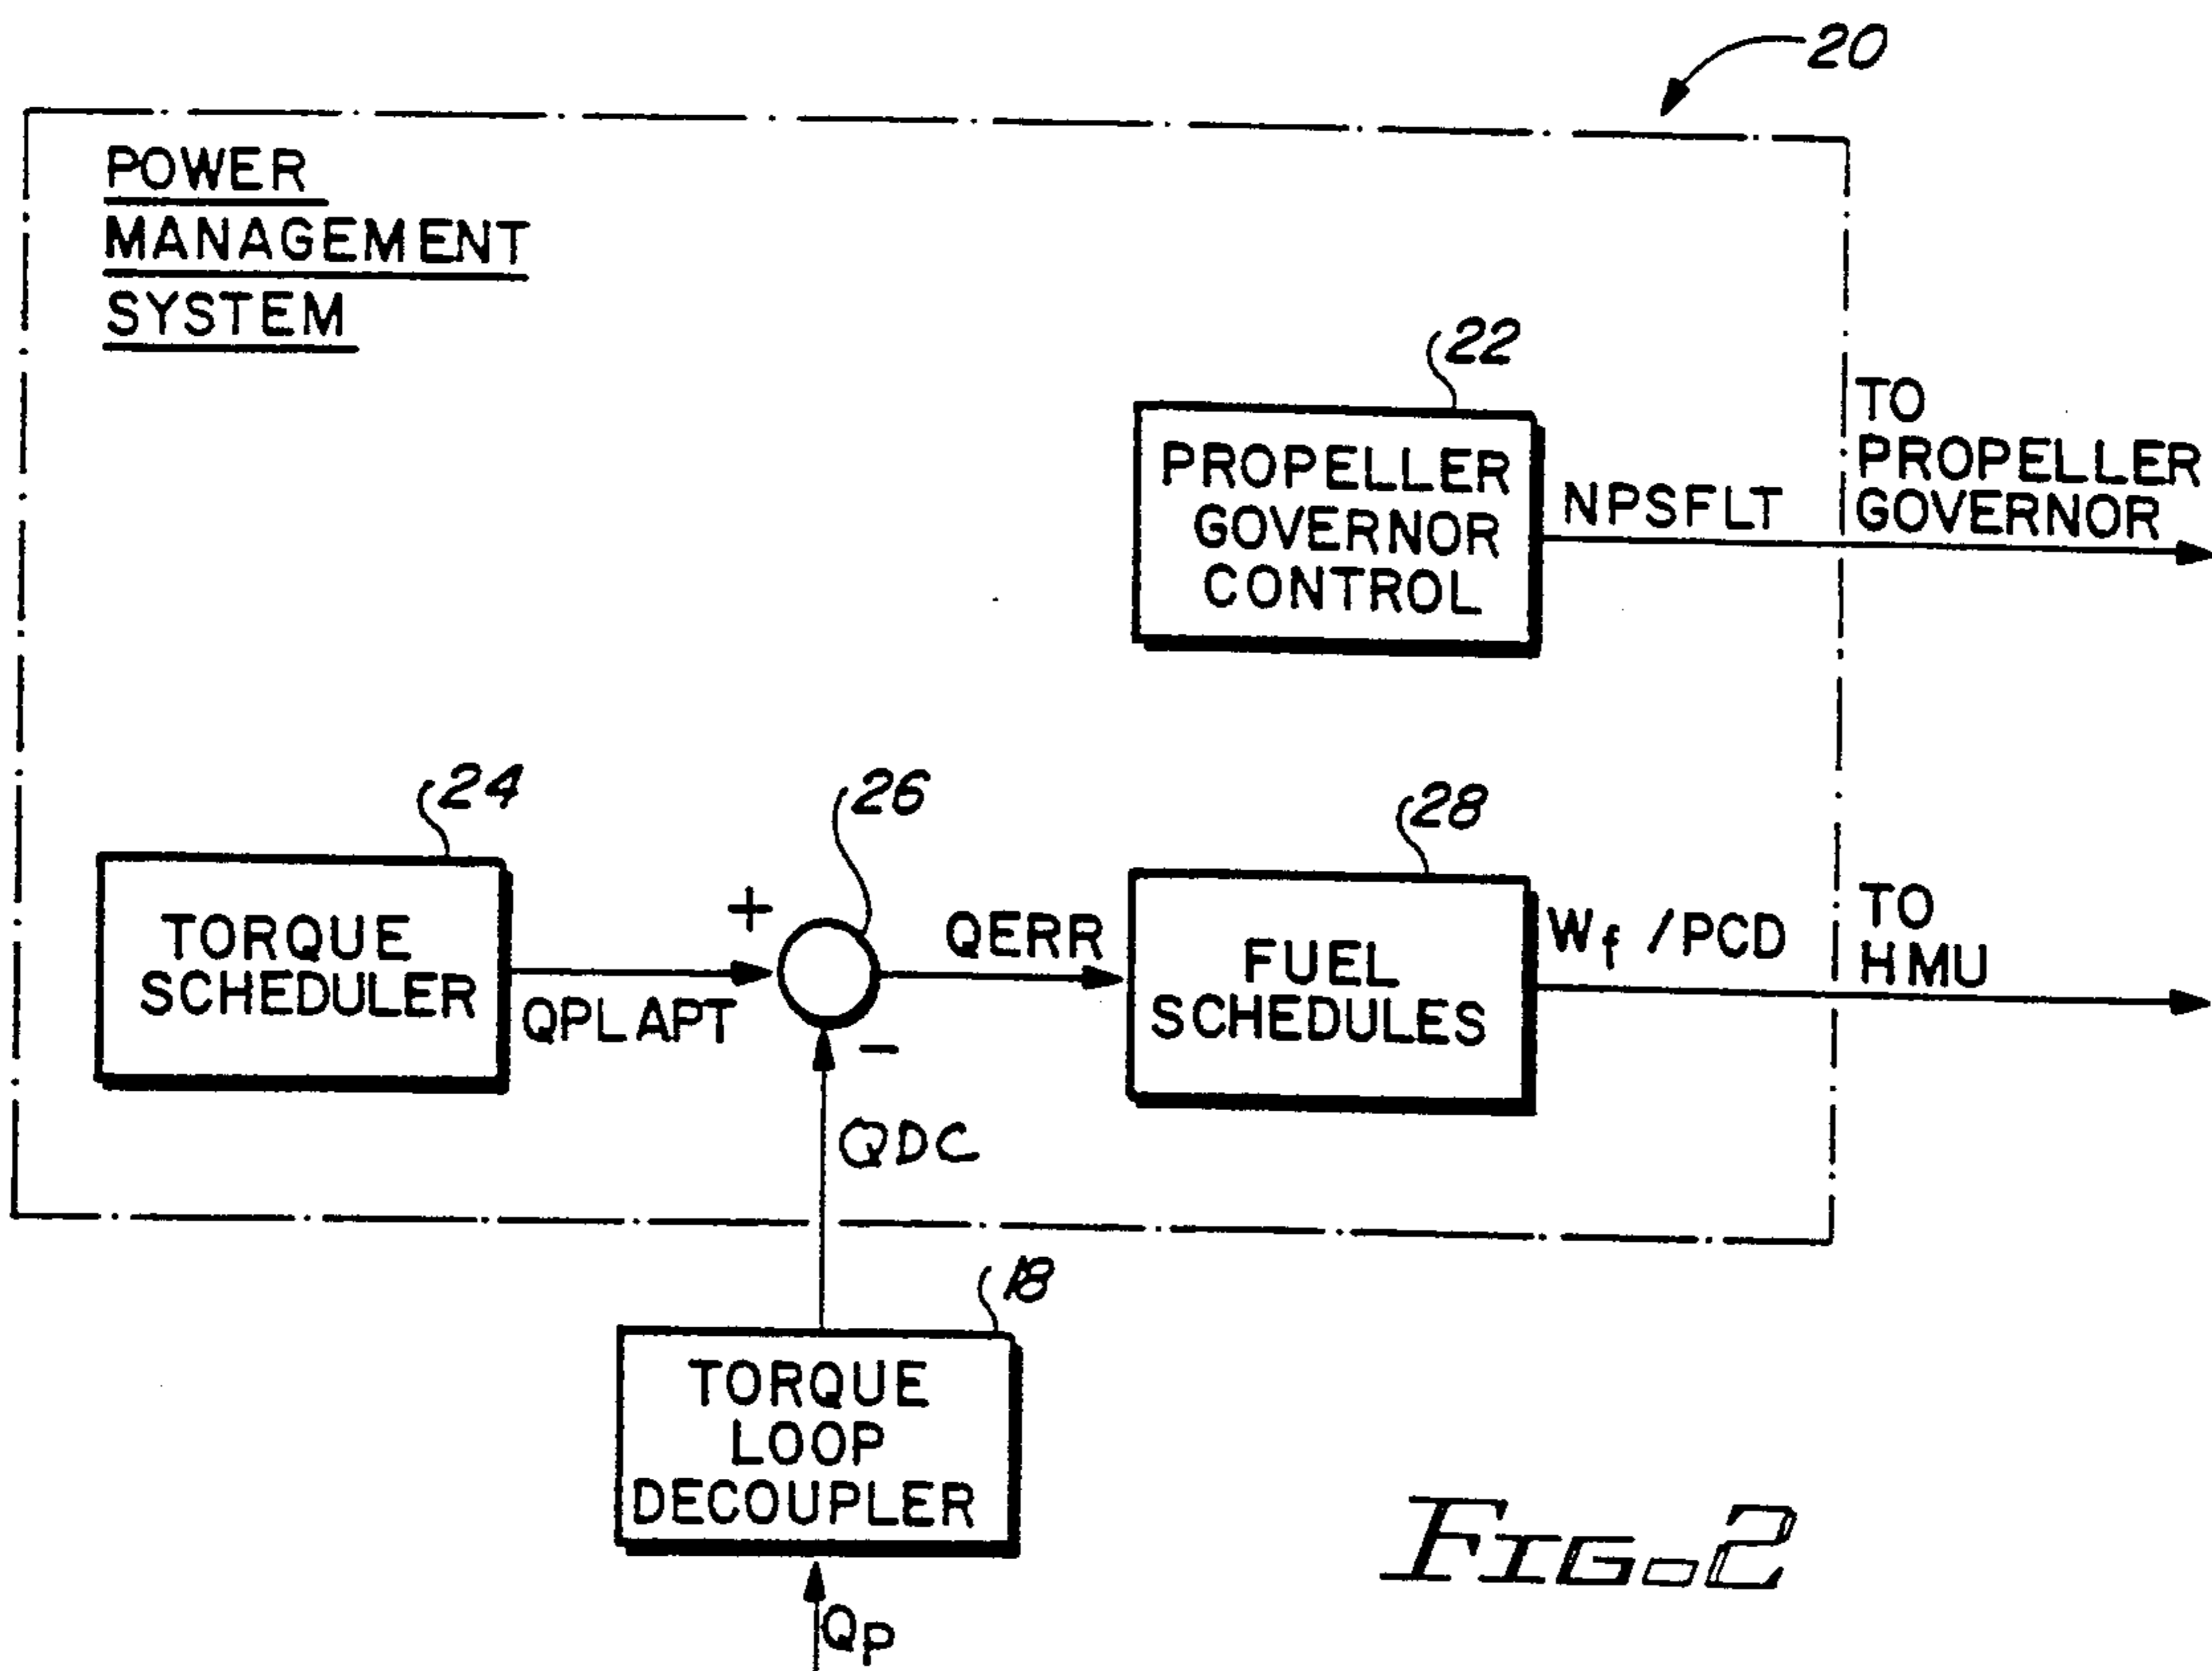 20
POWER
MANAGEMENT
SYSTEM
22
PROPELLER
GOVERNOR
CONTROL
NPSFLT
TO
PROPELLER
GOVERNOR
24
TORQUE
SCHEDULER
QPLAPT
+
-
26
QERR
28
FUEL
SCHEDULES
Wf /PCD
TO
HMU
QDC
18
TORQUE
LOOP
DECOUPLER
QP
FIG. 2